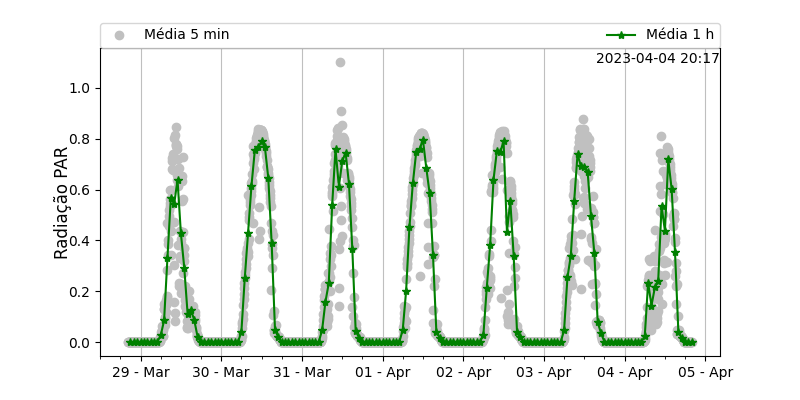 Média 5 min
Média 1 h
2023-04-04 20:17
Radiação PAR
1.0
0.8
0.6
0.4
0.2
0.0
29 - Mar
30 - Mar
31 - Mar
01 - Apr
02 - Apr
03 - Apr
04 - Apr
05 - Apr